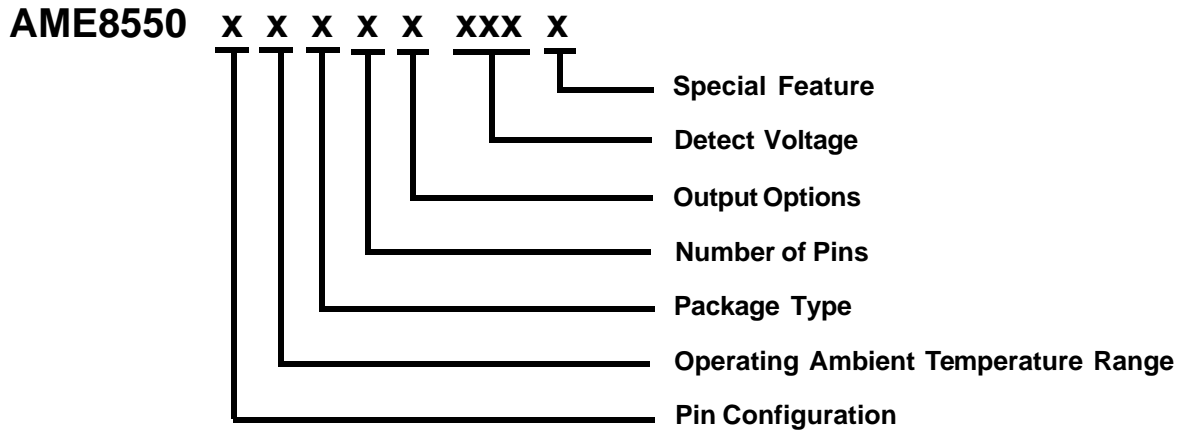 AME8550 x x x x x xxx x
Special Feature
Detect Voltage
Output Options
Number of Pins
Package Type
Operating Ambient Temperature Range
Pin Configuration